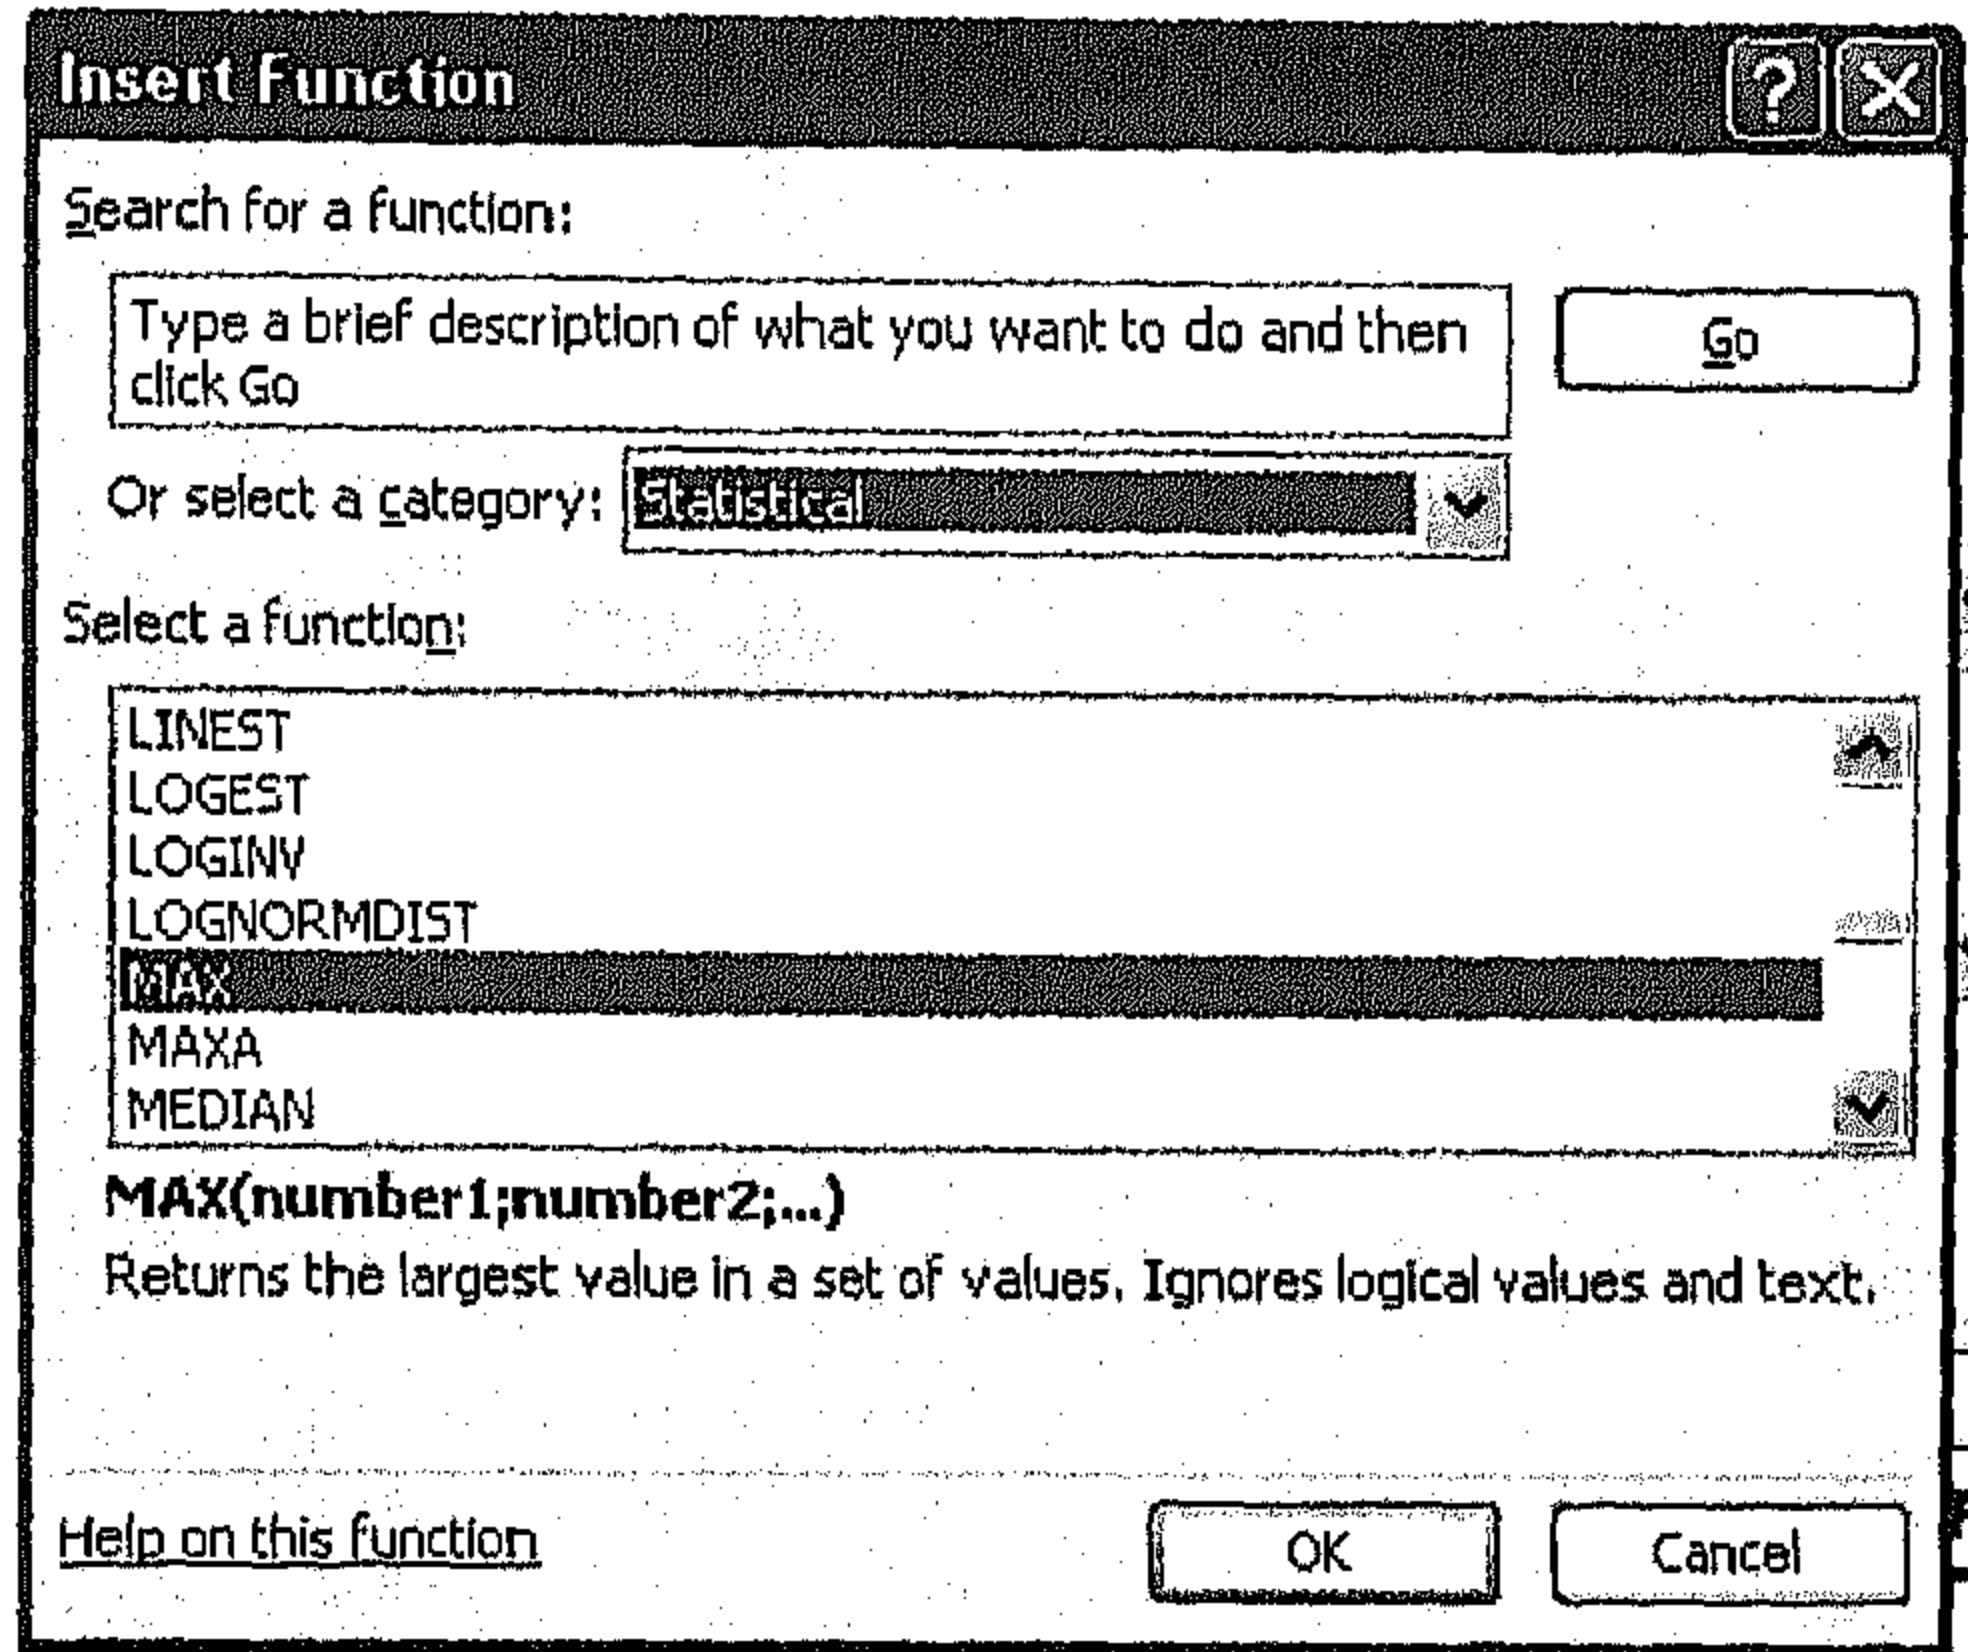 Insert Function
Search for a function:
Type a brief description of what you want to do and then
click Go
Go
Or select a category: Statistical
Select a function:
LINEST
LOGEST
LOGINV
LOGNORMDIST
MAX
MAXA
MEDIAN
MAX(number1;number2;...)
Returns the largest value in a set of values. Ignores logical values and text.
Help on this function
OK
Cancel